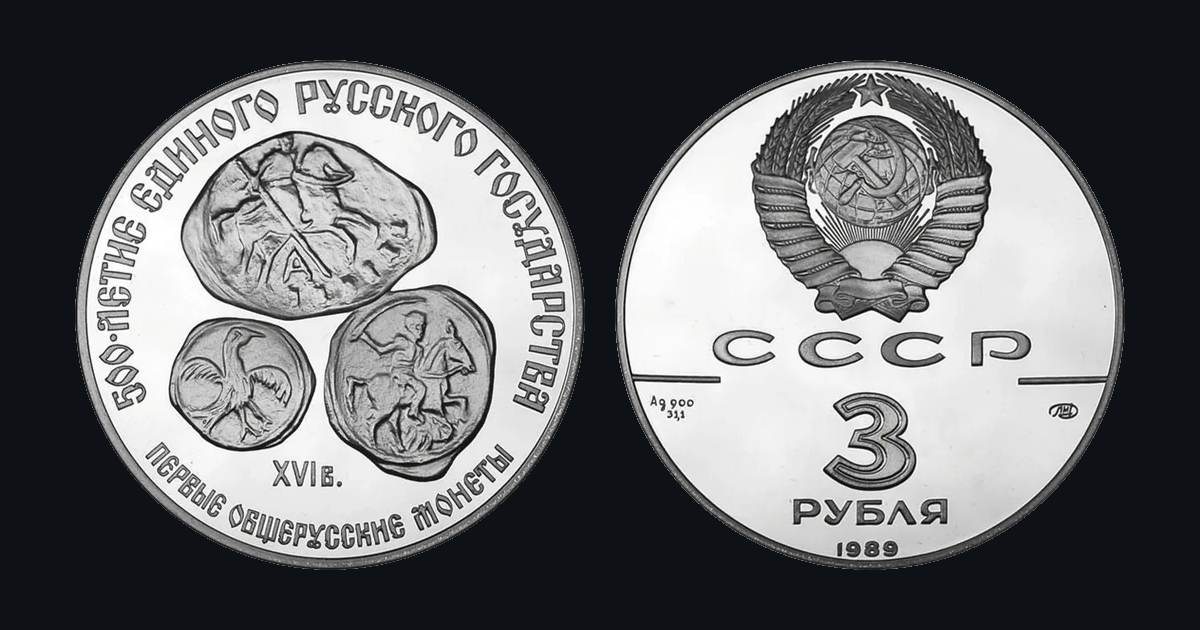 500-ЛЕТИЕ ЕДИНОГО РУССКОГО ГОСУДАРСТВА
А
XVI в.
ПЕРВЫЕ ОБЩЕРУССКИЕ МОНЕТЫ
СССР
Ag 900
31,1
ЛМД
3
РУБЛЯ
1989